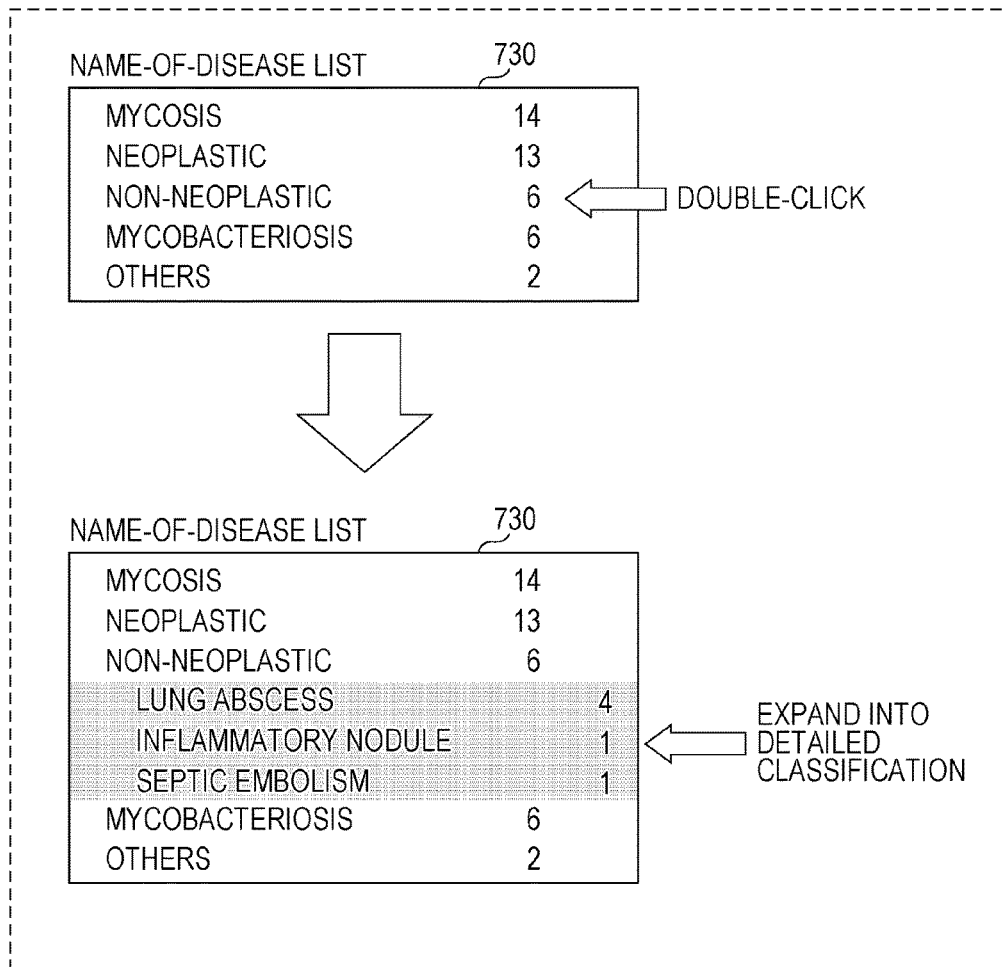 NAME-OF-DISEASE LIST 730
MYCOSIS 14
NEOPLASTIC 13
NON-NEOPLASTIC 6 DOUBLE-CLICK
MYCOBACTERIOSIS 6
OTHERS 2
NAME-OF-DISEASE LIST 730
MYCOSIS 14
NEOPLASTIC 13
NON-NEOPLASTIC 6
LUNG ABSCESS 4
INFLAMMATORY NODULE 1
SEPTIC EMBOLISM 1
EXPAND INTO
DETAILED
CLASSIFICATION
MYCOBACTERIOSIS 6
OTHERS 2